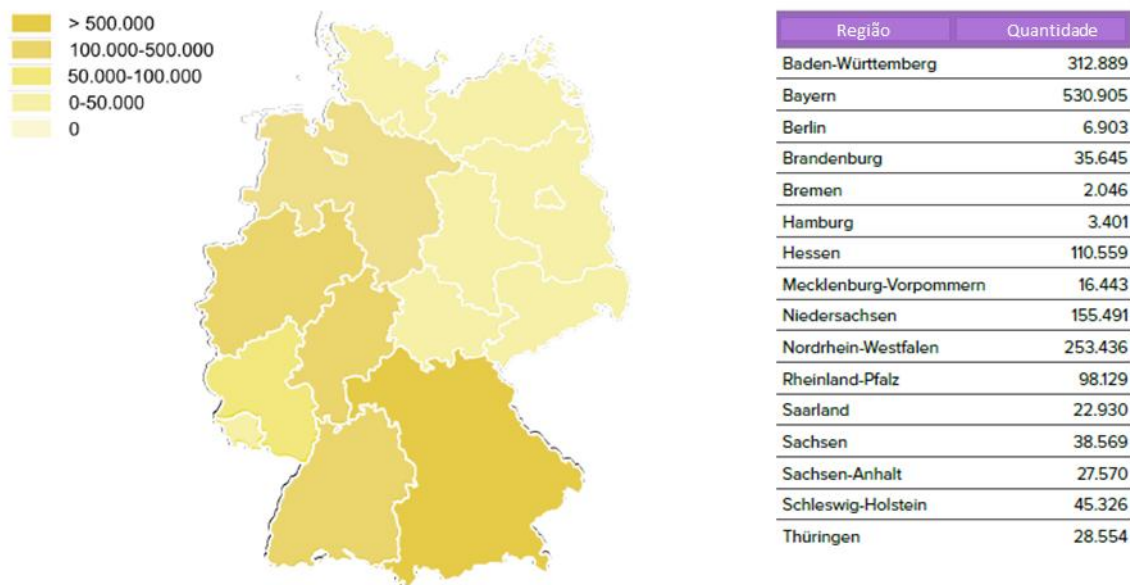 > 500.000
100.000-500.000
50.000-100.000
0-50.000
0
Região Quantidade
Baden-Württemberg 312.889
Bayern 530.905
Berlin 6.903
Brandenburg 35.645
Bremen 2.046
Hamburg 3.401
Hessen 110.559
Mecklenburg-Vorpommern 16.443
Niedersachsen 155.491
Nordrhein-Westfalen 253.436
Rheinland-Pfalz 98.129
Saarland 22.930
Sachsen 38.569
Sachsen-Anhalt 27.570
Schleswig-Holstein 45.326
Thüringen 28.554